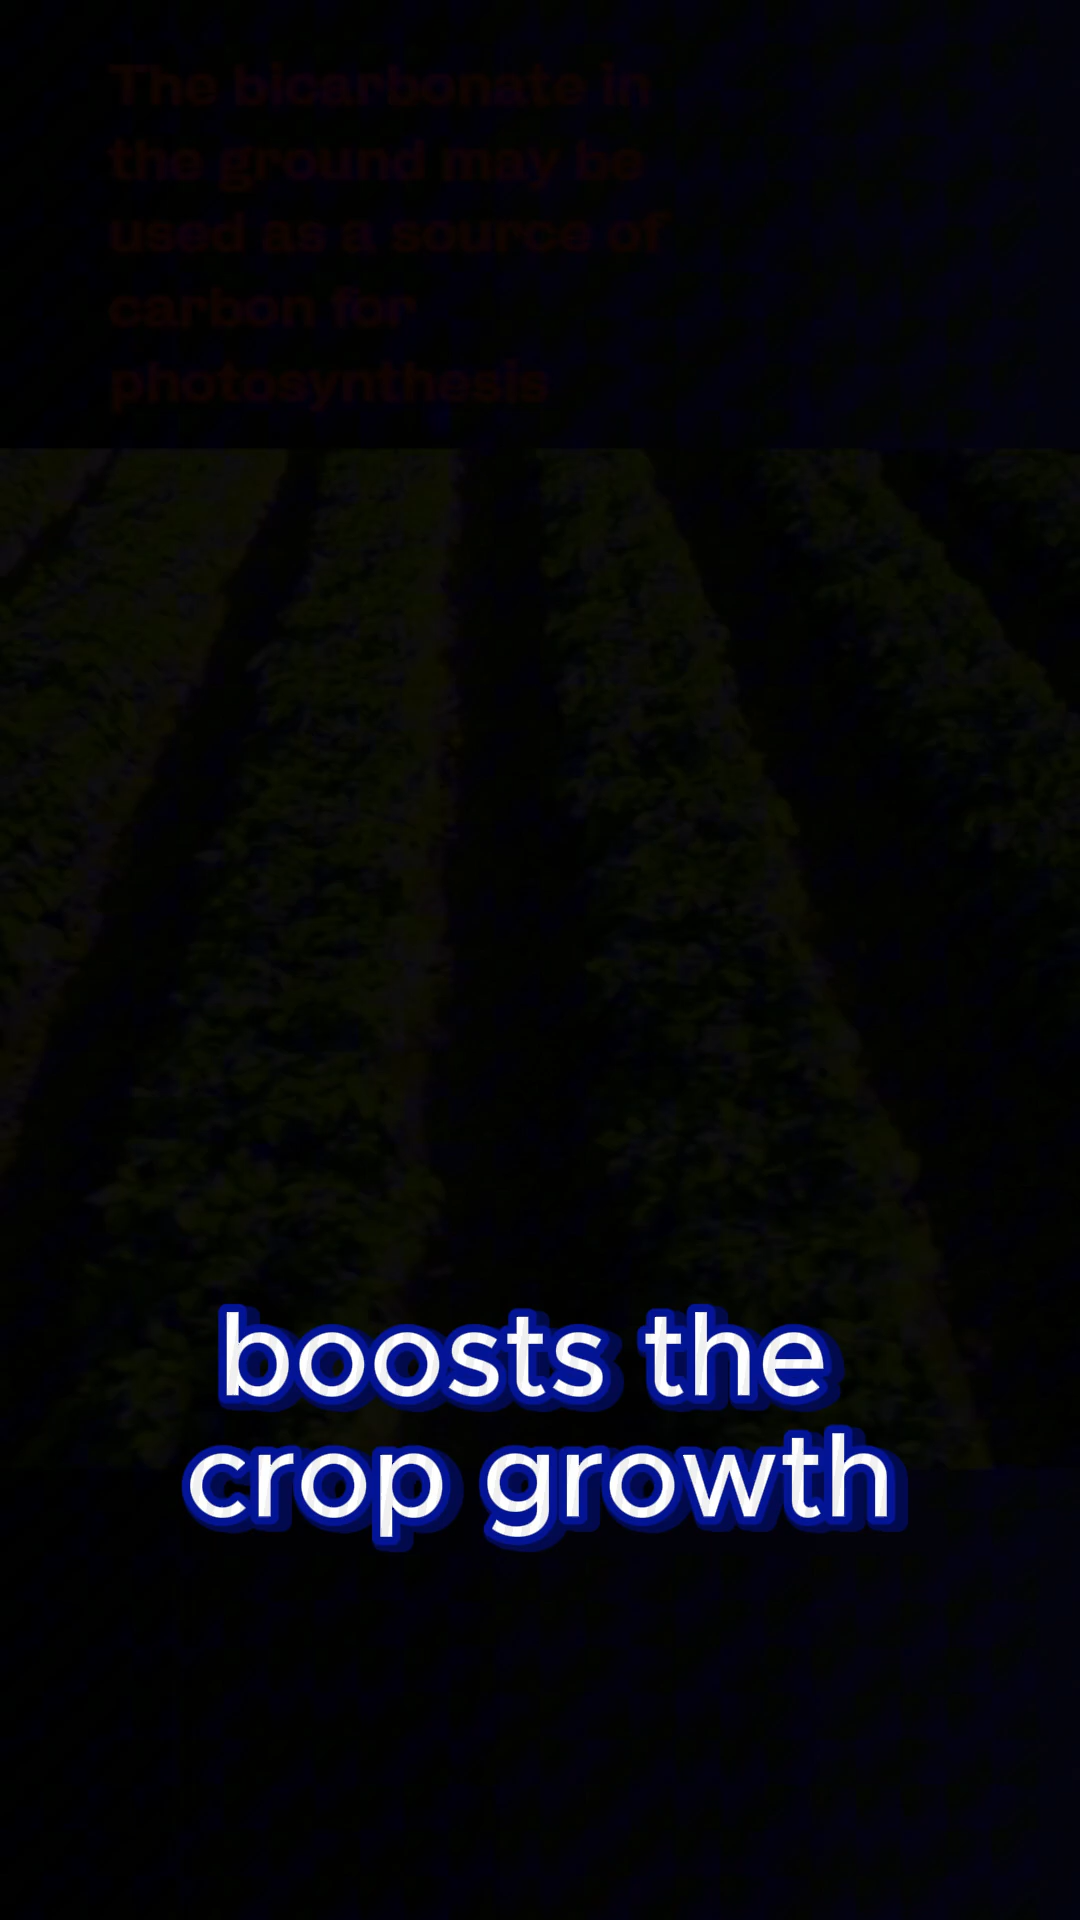 The bicarbonate in
the ground may be
used as a source of
carbon for
photosynthesis
boosts the
crop growth